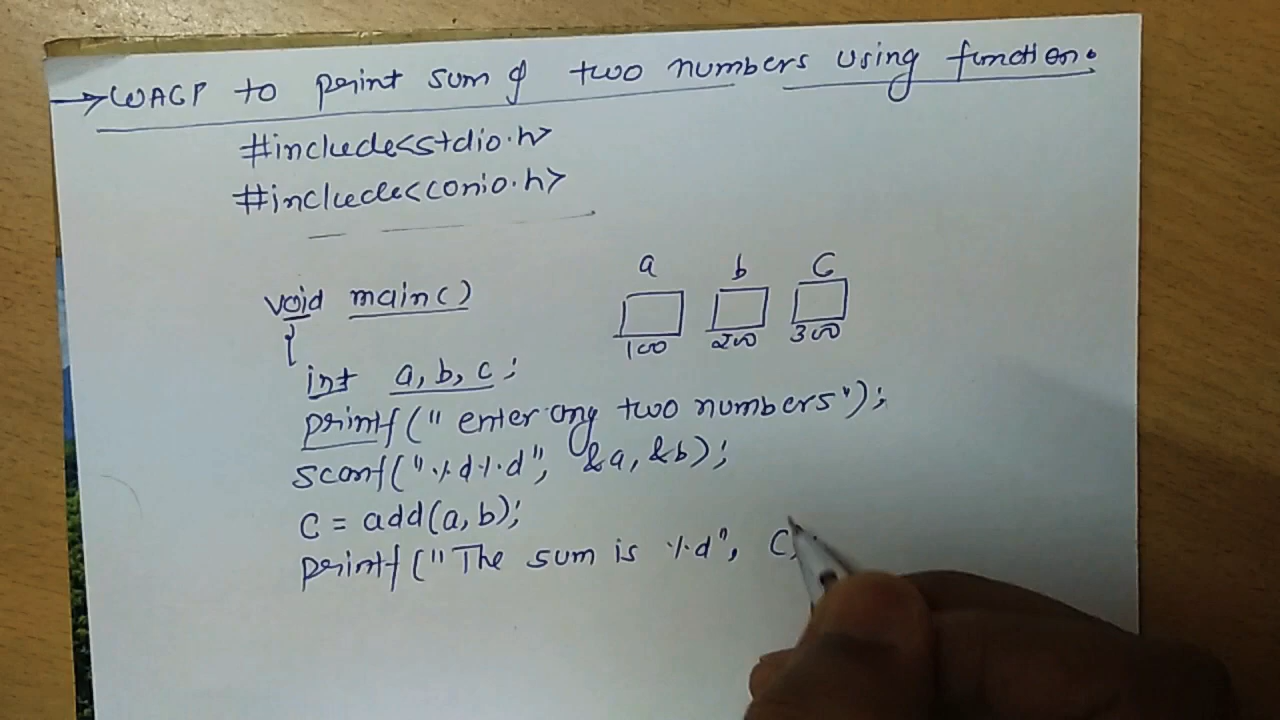 → WACP to print sum of two numbers using function.
#include<stdio.h>
#include<conio.h>
void main()
{
a b c
100 200 300
int a, b, c;
printf(" enter any two numbers");
scanf("%d%d", &a, &b);
c = add(a, b);
printf("The sum is %d", c)